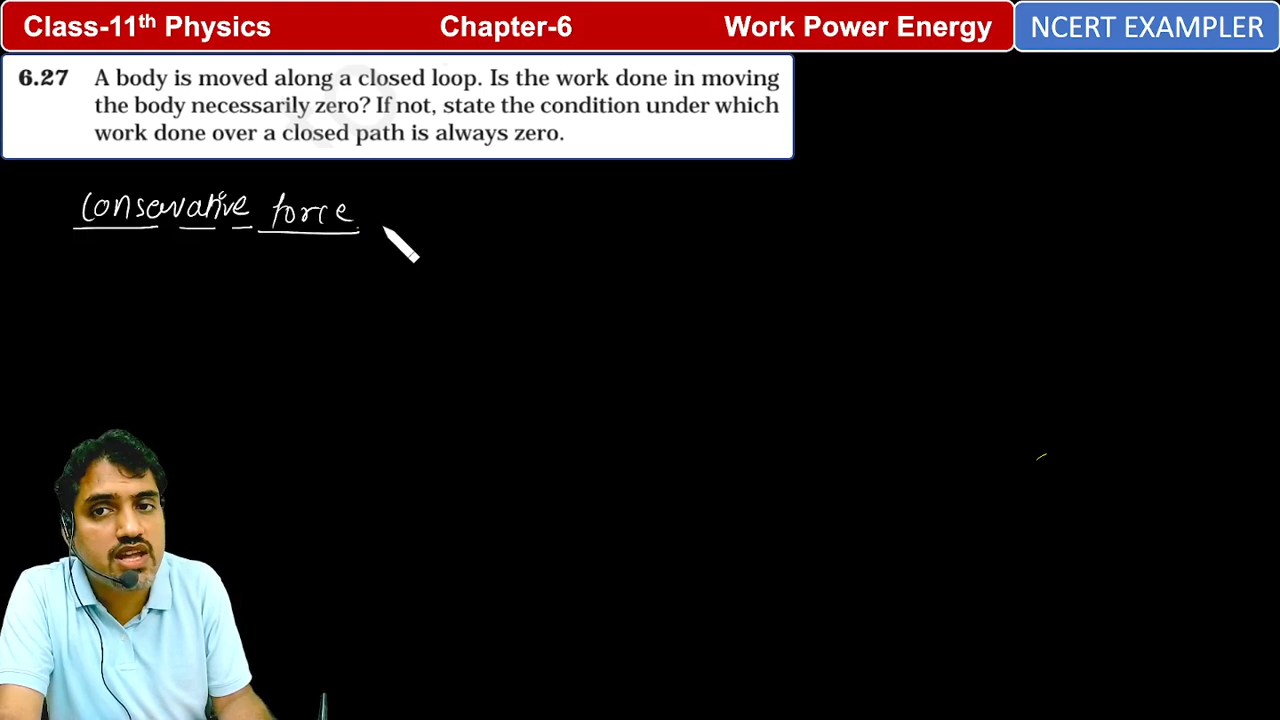 Class-11th Physics Chapter-6 Work Power Energy NCERT EXAMPLER
6.27 A body is moved along a closed loop. Is the work done in moving
the body necessarily zero? If not, state the condition under which
work done over a closed path is always zero.
Conservative force